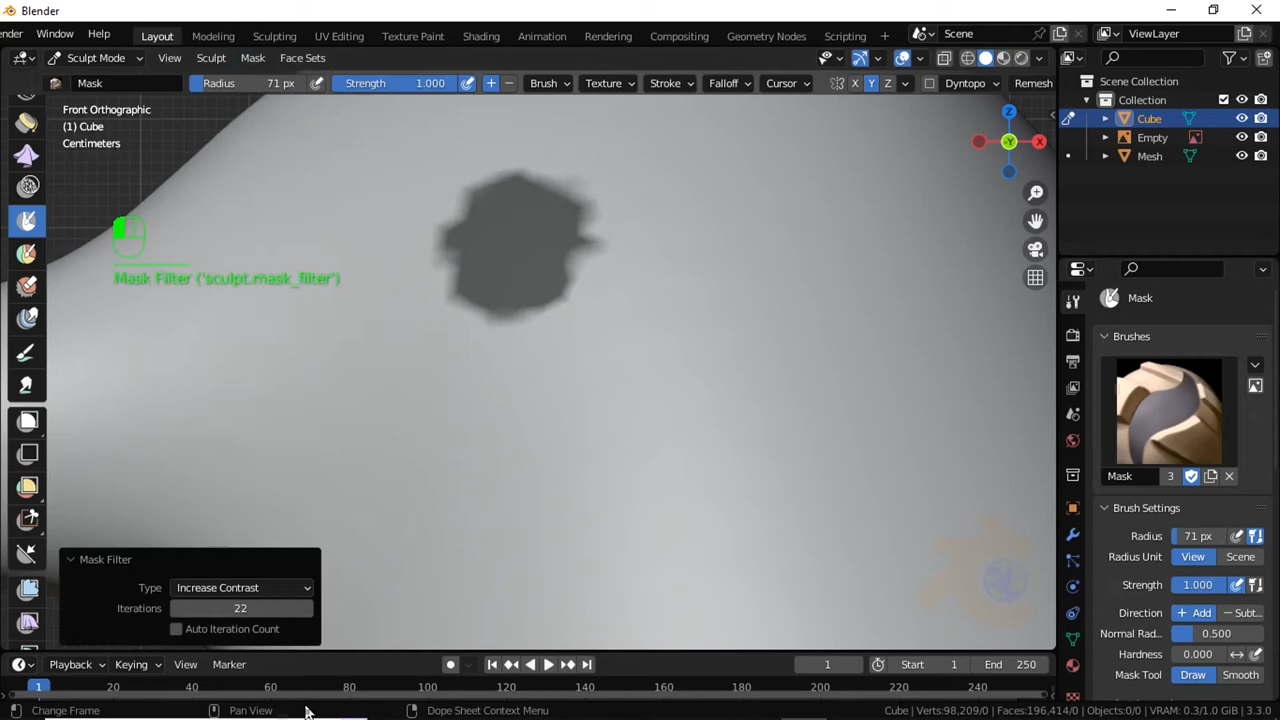 Blender
ender Window Help Layout Modeling Sculpting UV Editing Texture Paint Shading Animation Rendering Compositing Geometry Nodes Scripting Scene ViewLayer
Sculpt Mode View Sculpt Mask Face Sets
Mask Radius 71 px Strength 1.000 Brush Texture Stroke Falloff Cursor X Y Z Dyntopo Remesh
Scene Collection
Collection
Cube
Empty
Mesh
Front Orthographic
(1) Cube
Centimeters
Z
-Y X
Mask Filter ('sculpt.mask_filter')
Mask
Brushes
Mask 3
Brush Settings
Radius 71 px
Radius Unit View Scene
Strength 1.000
Direction + Add — Subt...
Normal Rad... 0.500
Hardness 0.000
Mask Tool Draw Smooth
Mask Filter
Type Increase Contrast
Iterations 22
Auto Iteration Count
Playback Keying View Marker 1 Start 1 End 250
1 20 40 60 80 100 120 140 160 180 200 220 240
Change Frame Pan View Dope Sheet Context Menu Cube | Verts:98,209/0 | Faces:196,414/0 | Objects:0/0 | VRAM: 0.3/1.0 GiB | 3.3.0